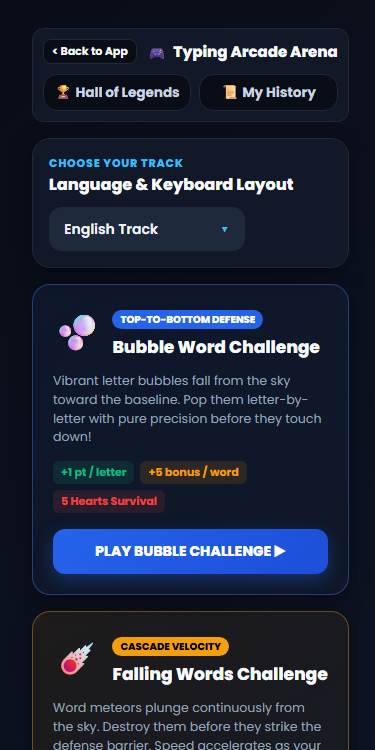 < Back to App
Typing Arcade Arena
Hall of Legends
My History
CHOOSE YOUR TRACK
Language & Keyboard Layout
English Track
TOP-TO-BOTTOM DEFENSE
Bubble Word Challenge
Vibrant letter bubbles fall from the sky
toward the baseline. Pop them letter-by-
letter with pure precision before they touch
down!
+1 pt / letter
+5 bonus / word
5 Hearts Survival
PLAY BUBBLE CHALLENGE ▶
CASCADE VELOCITY
Falling Words Challenge
Word meteors plunge continuously from
the sky. Destroy them before they strike the
defense barrier. Speed accelerates as your